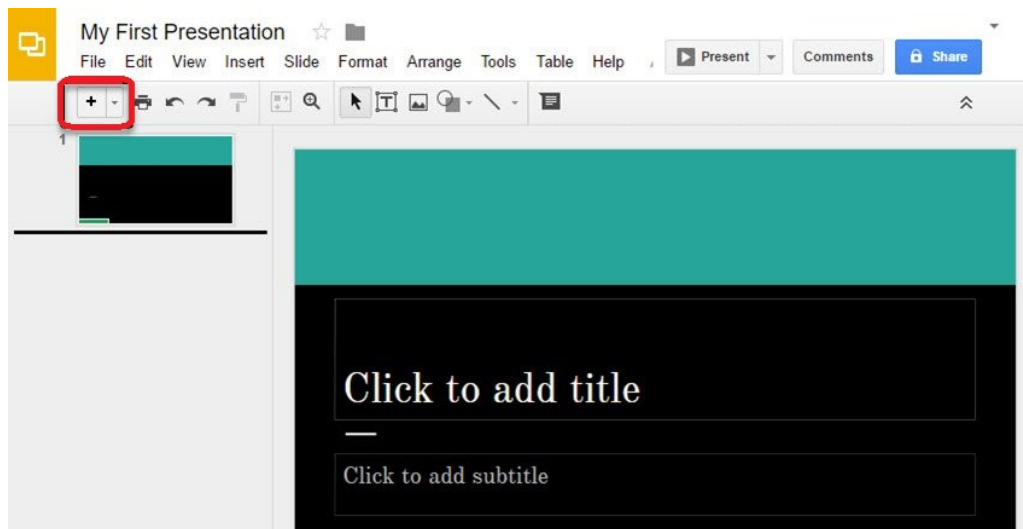 My First Presentation
File Edit View Insert Slide Format Arrange Tools Table Help
Present
Comments
Share
1
Click to add title
Click to add subtitle